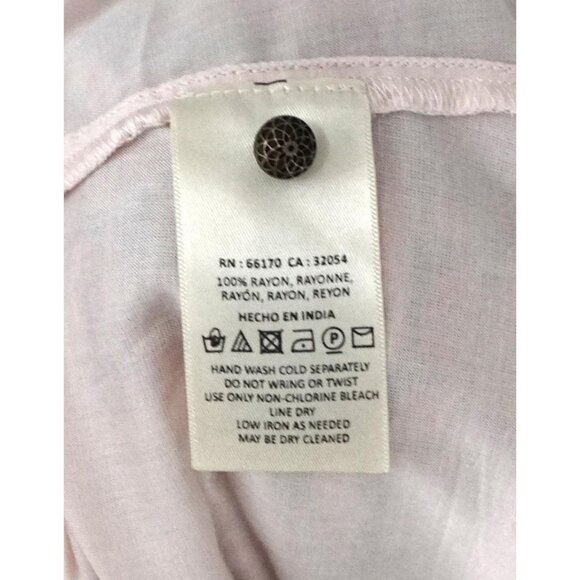 RN : 66170 CA : 32054
100% RAYON, RAYONNE,
RAYÓN, RAYON, REYON
HECHO EN INDIA
P
HAND WASH COLD SEPARATELY
DO NOT WRING OR TWIST
USE ONLY NON-CHLORINE BLEACH
LINE DRY
LOW IRON AS NEEDED
MAY BE DRY CLEANED